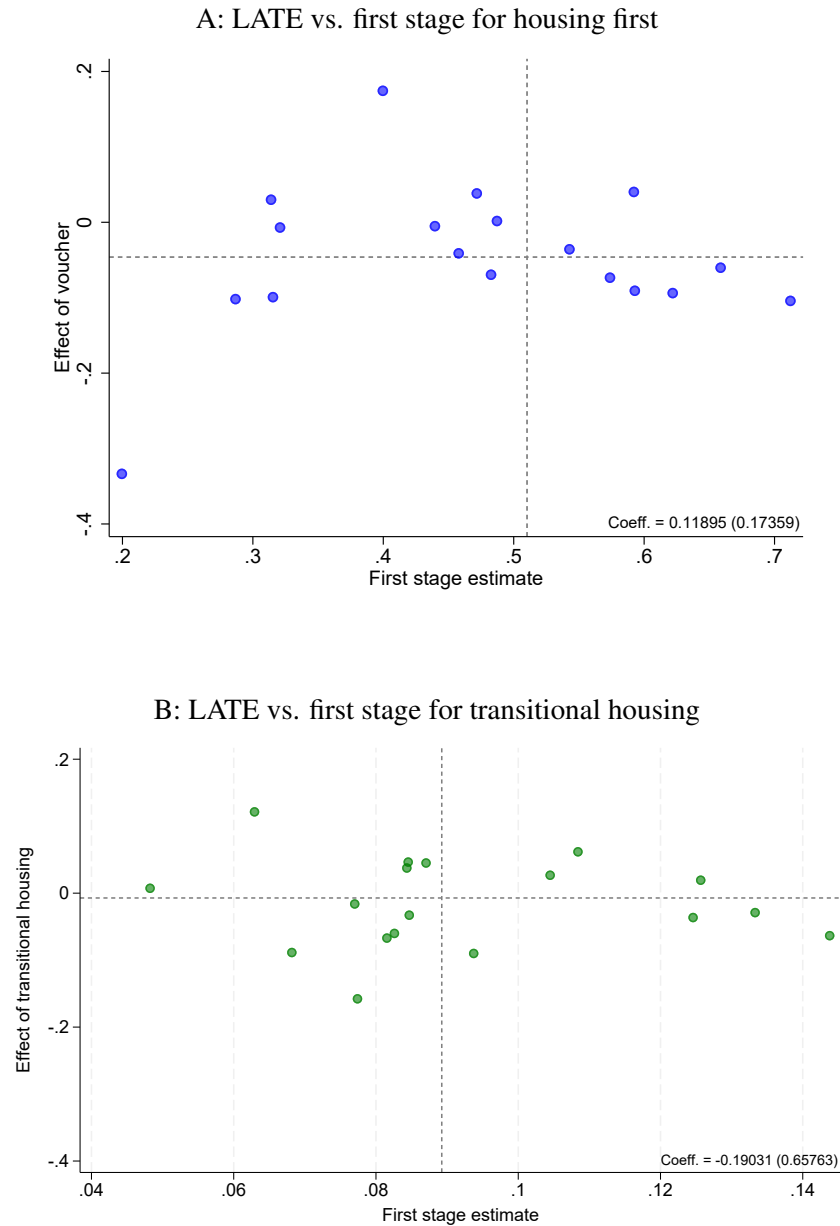 A: LATE vs. first stage for housing first
.2
0
-.2
-.4
Effect of voucher
Coeff. = 0.11895 (0.17359)
.2 .3 .4 .5 .6 .7
First stage estimate
B: LATE vs. first stage for transitional housing
.2
0
-.2
-.4
Effect of transitional housing
Coeff. = -0.19031 (0.65763)
.04 .06 .08 .1 .12 .14
First stage estimate